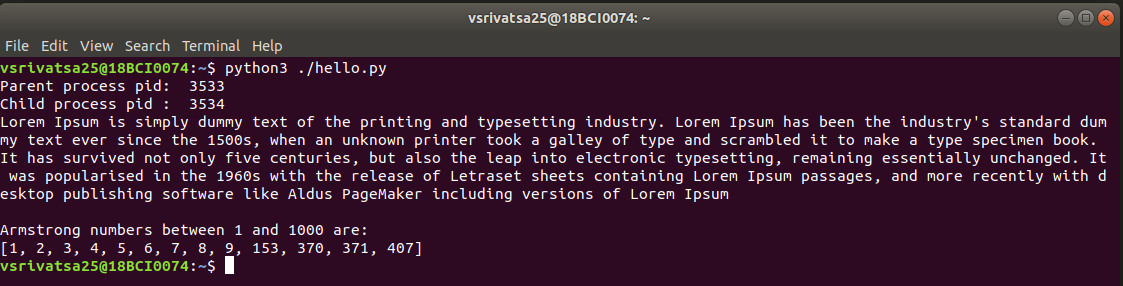 vsrivatsa25@18BCI0074: ~
File Edit View Search Terminal Help
vsrivatsa25@18BCI0074:~$ python3 ./hello.py
Parent process pid:  3533
Child process pid :  3534
Lorem Ipsum is simply dummy text of the printing and typesetting industry. Lorem Ipsum has been the industry's standard dum
my text ever since the 1500s, when an unknown printer took a galley of type and scrambled it to make a type specimen book.
It has survived not only five centuries, but also the leap into electronic typesetting, remaining essentially unchanged. It
 was popularised in the 1960s with the release of Letraset sheets containing Lorem Ipsum passages, and more recently with d
esktop publishing software like Aldus PageMaker including versions of Lorem Ipsum
Armstrong numbers between 1 and 1000 are:
[1, 2, 3, 4, 5, 6, 7, 8, 9, 153, 370, 371, 407]
vsrivatsa25@18BCI0074:~$